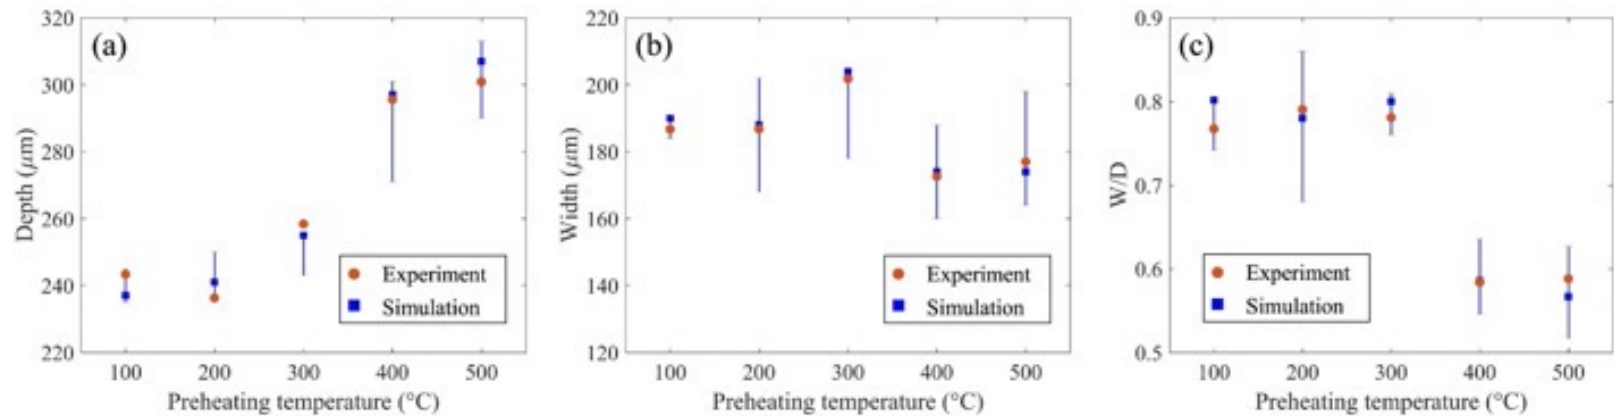 (a)
320
300
280
260
240
220
Depth (μm)
Experiment
Simulation
100 200 300 400 500
Preheating temperature (°C)
(b)
220
200
180
160
140
120
Width (μm)
Experiment
Simulation
100 200 300 400 500
Preheating temperature (°C)
(c)
0.9
0.8
0.7
0.6
0.5
W/D
Experiment
Simulation
100 200 300 400 500
Preheating temperature (°C)